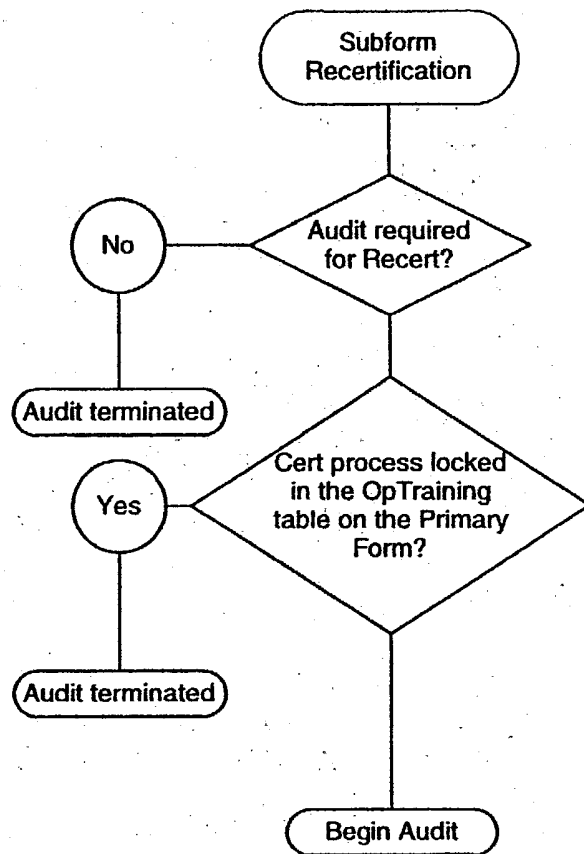 Subform
Recertification
No
Audit required
for Recert?
Audit terminated
Yes
Cert process locked
in the OpTraining
table on the Primary
Form?
Audit terminated
Begin Audit